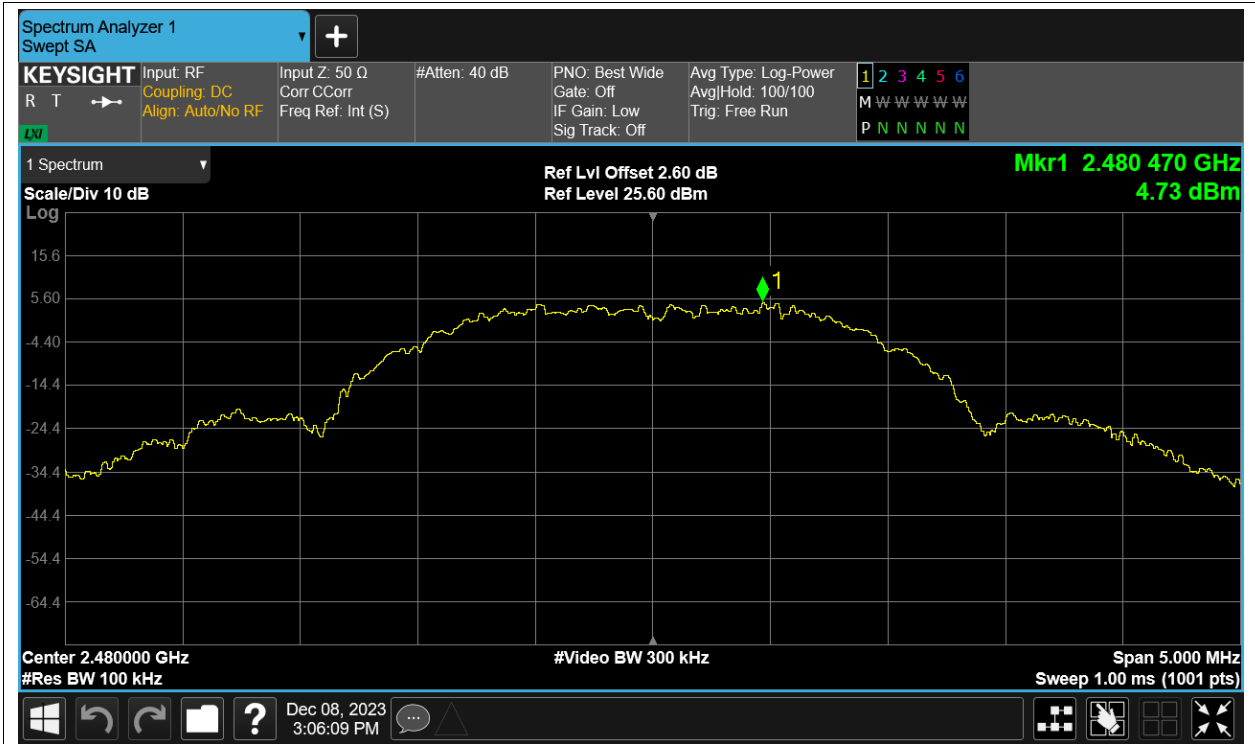 Spectrum Analyzer 1
Swept SA
KEYSIGHT
R T
LXI
Input: RF
Coupling: DC
Align: Auto/No RF
Input Z: 50 Ω
Corr CCorr
Freq Ref: Int (S)
#Atten: 40 dB
PNO: Best Wide
Gate: Off
IF Gain: Low
Sig Track: Off
Avg Type: Log-Power
Avg|Hold: 100/100
Trig: Free Run
1 2 3 4 5 6
M W W W W W
P N N N N N
1 Spectrum
Scale/Div 10 dB
Log
Ref Lvl Offset 2.60 dB
Ref Level 25.60 dBm
Mkr1 2.480 470 GHz
4.73 dBm
15.6
5.60
-4.40
-14.4
-24.4
-34.4
-44.4
-54.4
-64.4
1
Center 2.480000 GHz
#Res BW 100 kHz
#Video BW 300 kHz
Span 5.000 MHz
Sweep 1.00 ms (1001 pts)
?
Dec 08, 2023
3:06:09 PM